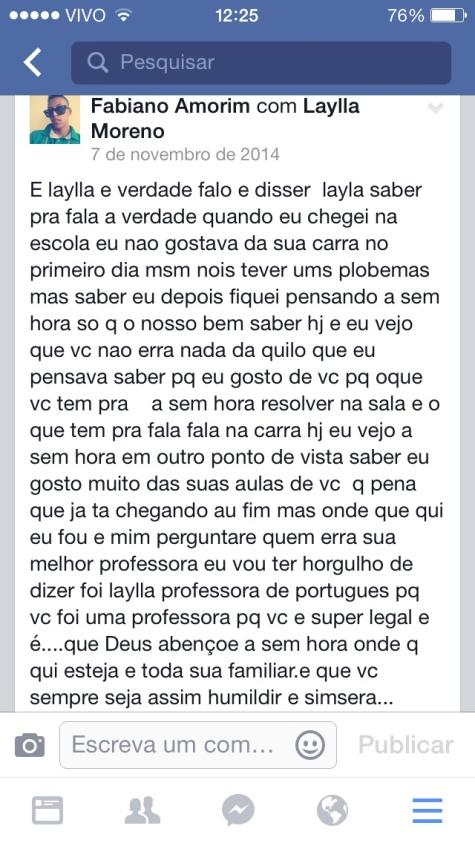 VIVO 12:25 76%
Pesquisar
Fabiano Amorim com Laylla
Moreno
7 de novembro de 2014
E laylla e verdade falo e disser layla saber
pra fala a verdade quando eu chegei na
escola eu nao gostava da sua carra no
primeiro dia msm nois tever ums plobemas
mas saber eu depois fiquei pensando a sem
hora so q o nosso bem saber hj e eu vejo
que vc nao erra nada da quilo que eu
pensava saber pq eu gosto de vc pq oque
vc tem pra a sem hora resolver na sala e o
que tem pra fala fala na carra hj eu vejo a
sem hora em outro ponto de vista saber eu
gosto muito das suas aulas de vc q pena
que ja ta chegando au fim mas onde que qui
eu fou e mim perguntare quem erra sua
melhor professora eu vou ter horgulho de
dizer foi laylla professora de portugues pq
vc foi uma professora pq vc e super legal e
é....que Deus abençoe a sem hora onde q
qui esteja e toda sua familiar.e que vc
sempre seja assim humildir e simsera...
Escreva um com... Publicar